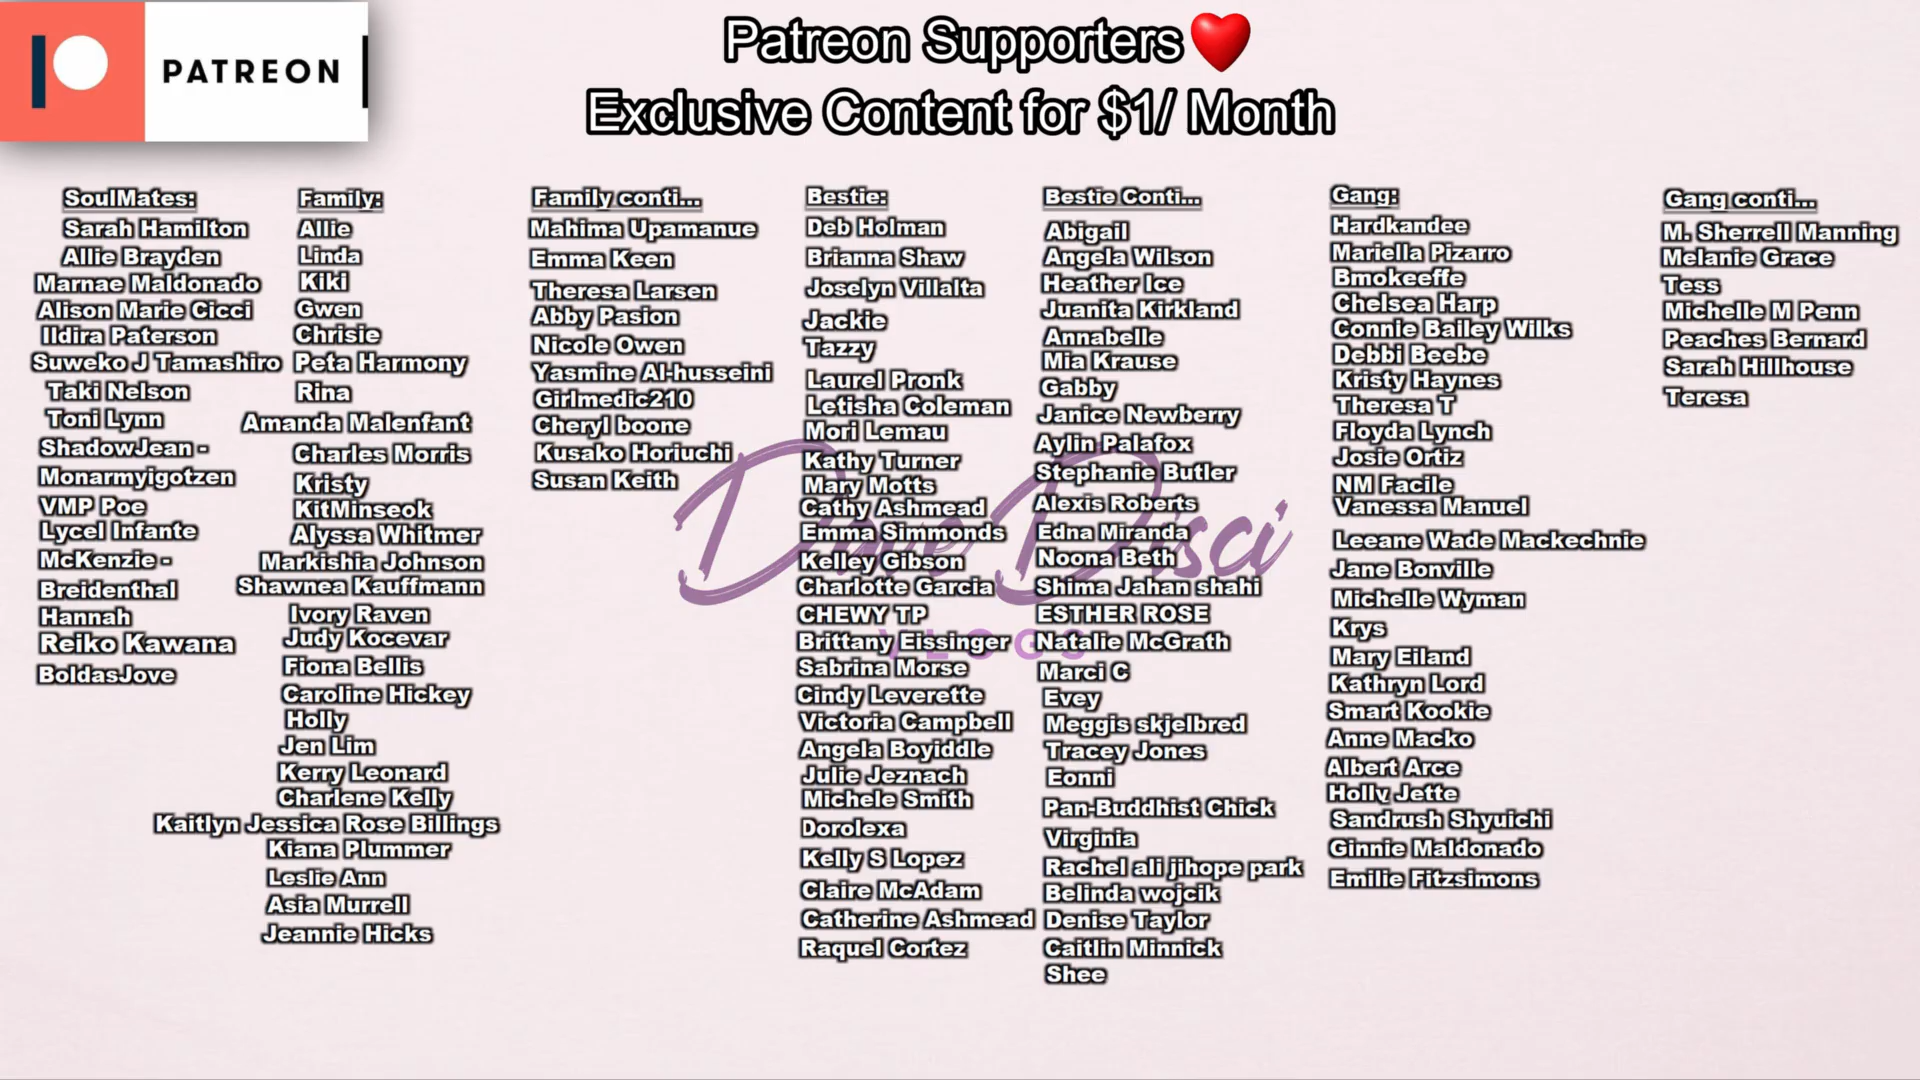 PATREON
Patreon Supporters
Exclusive Content for $1/ Month
SoulMates:
Sarah Hamilton
Allie Brayden
Marnae Maldonado
Alison Marie Cicci
Ildira Paterson
Suweko J Tamashiro
Taki Nelson
Toni Lynn
ShadowJean -
Monarmyigotzen
VMP Poe
Lycel Infante
McKenzie -
Breidenthal
Hannah
Reiko Kawana
BoldasJove
Family:
Allie
Linda
Kiki
Gwen
Chrisie
Peta Harmony
Rina
Amanda Malenfant
Charles Morris
Kristy
KitMinseok
Alyssa Whitmer
Markishia Johnson
Shawnea Kauffmann
Ivory Raven
Judy Kocevar
Fiona Bellis
Caroline Hickey
Holly
Jen Lim
Kerry Leonard
Charlene Kelly
Kaitlyn Jessica Rose Billings
Kiana Plummer
Leslie Ann
Asia Murrell
Jeannie Hicks
Family conti...
Mahima Upamanue
Emma Keen
Theresa Larsen
Abby Pasion
Nicole Owen
Yasmine Al-husseini
Girlmedic210
Cheryl boone
Kusako Horiuchi
Susan Keith
Bestie:
Deb Holman
Brianna Shaw
Joselyn Villalta
Jackie
Tazzy
Laurel Pronk
Letisha Coleman
Mori Lemau
Kathy Turner
Mary Motts
Cathy Ashmead
Emma Simmonds
Kelley Gibson
Charlotte Garcia
CHEWY TP
Brittany Eissinger
Sabrina Morse
Cindy Leverette
Victoria Campbell
Angela Boyiddle
Julie Jeznach
Michele Smith
Dorolexa
Kelly S Lopez
Claire McAdam
Catherine Ashmead
Raquel Cortez
Bestie Conti...
Abigail
Angela Wilson
Heather Ice
Juanita Kirkland
Annabelle
Mia Krause
Gabby
Janice Newberry
Aylin Palafox
Stephanie Butler
Alexis Roberts
Edna Miranda
Noona Beth
Shima Jahan shahi
ESTHER ROSE
Natalie McGrath
Marci C
Evey
Meggis skjelbred
Tracey Jones
Eonni
Pan-Buddhist Chick
Virginia
Rachel ali jihope park
Belinda wojcik
Denise Taylor
Caitlin Minnick
Shee
Gang:
Hardkandee
Mariella Pizarro
Bmokeeffe
Chelsea Harp
Connie Bailey Wilks
Debbi Beebe
Kristy Haynes
Theresa T
Floyda Lynch
Josie Ortiz
NM Facile
Vanessa Manuel
Leeane Wade Mackechnie
Jane Bonville
Michelle Wyman
Krys
Mary Eiland
Kathryn Lord
Smart Kookie
Anne Macko
Albert Arce
Holly Jette
Sandrush Shyuichi
Ginnie Maldonado
Emilie Fitzsimons
Gang conti...
M. Sherrell Manning
Melanie Grace
Tess
Michelle M Penn
Peaches Bernard
Sarah Hillhouse
Teresa
VLOGS